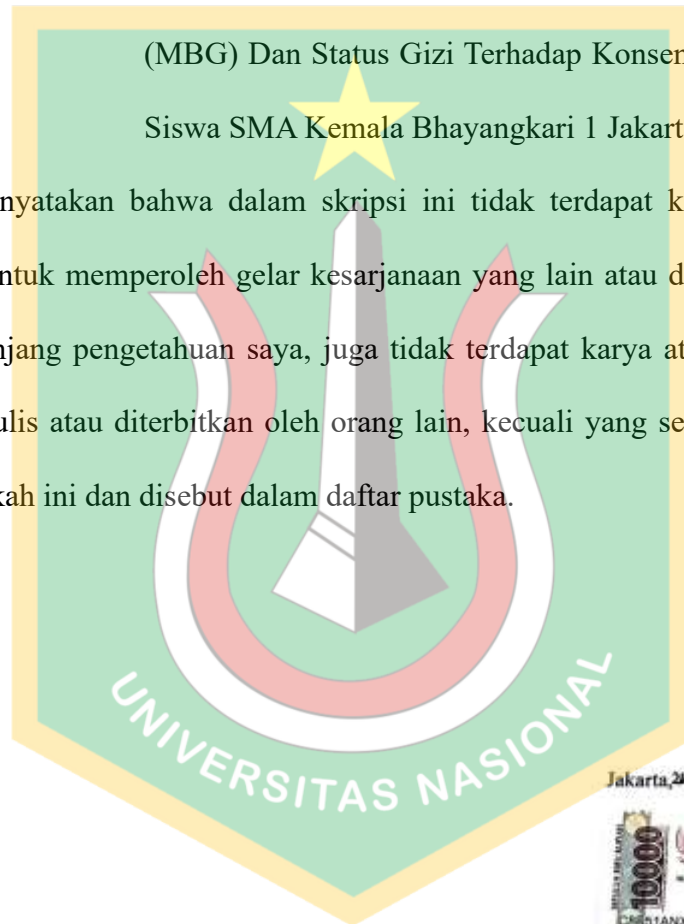 (MBG) Dan Status Gizi Terhadap Konsen
Siswa SMA Kemala Bhayangkari 1 Jakart
nyatakan bahwa dalam skripsi ini tidak terdapat k
ntuk memperoleh gelar kesarjanaan yang lain atau d
njang pengetahuan saya, juga tidak terdapat karya at
ulis atau diterbitkan oleh orang lain, kecuali yang se
kah ini dan disebut dalam daftar pustaka.
UNIVERSITAS NASIONAL
Jakarta,
10000